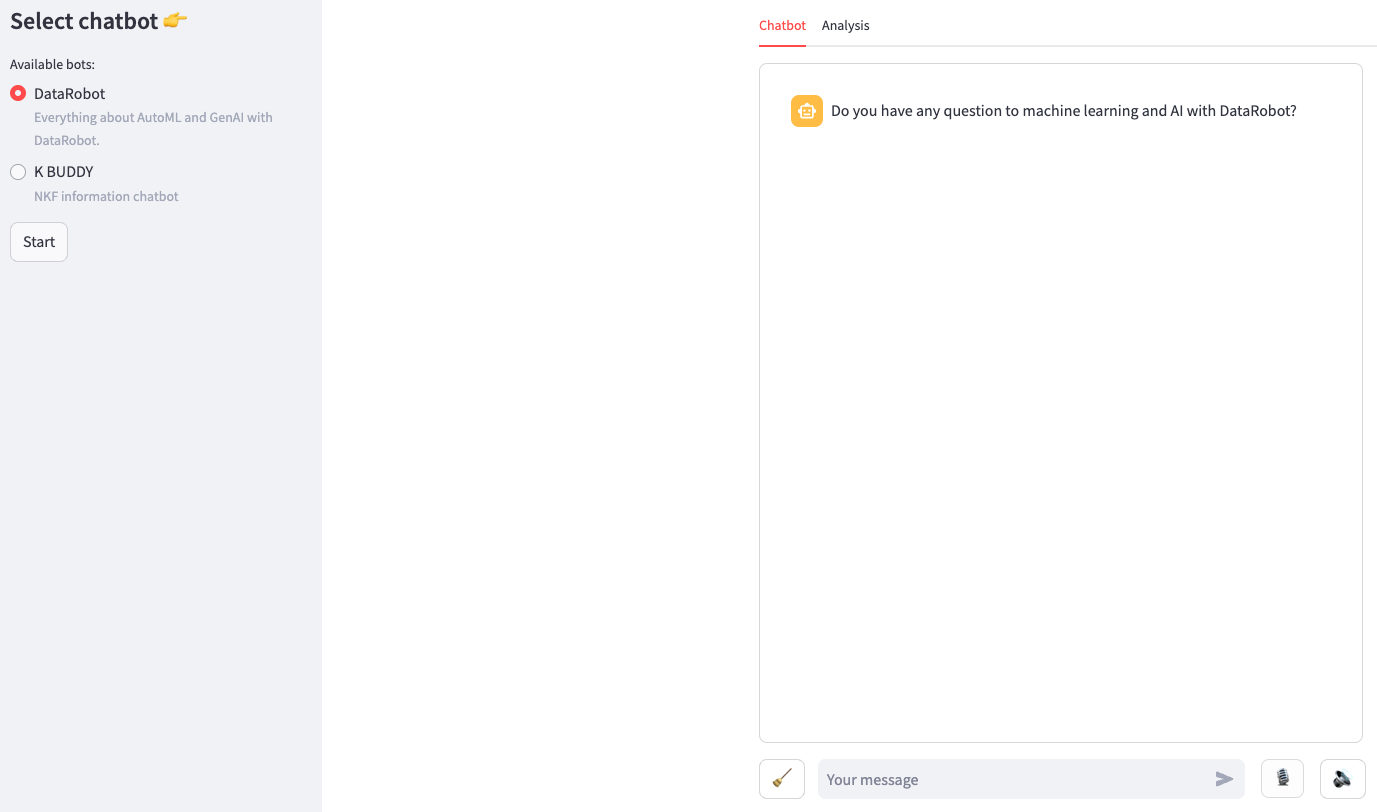 Select chatbot 👉
Available bots:
DataRobot
Everything about AutoML and GenAI with
DataRobot.
K BUDDY
NKF information chatbot
Start
Chatbot Analysis
Do you have any question to machine learning and AI with DataRobot?
Your message